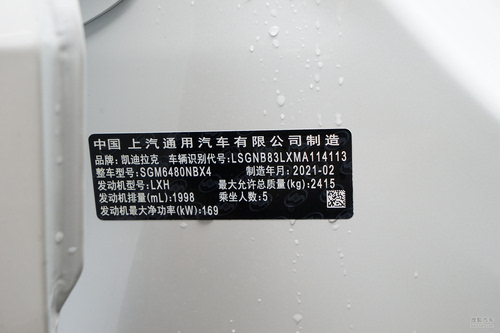 中国 上汽通用汽车有限公司制造
品牌:凯迪拉克 车辆识别代号:LSGNB83LXMA114113
整车型号:SGM6480NBX4 制造年月:2021-02
发动机型号:LXH 最大允许总质量(kg):2415
发动机排量(mL):1998 乘坐人数:5
发动机最大净功率(kW):169